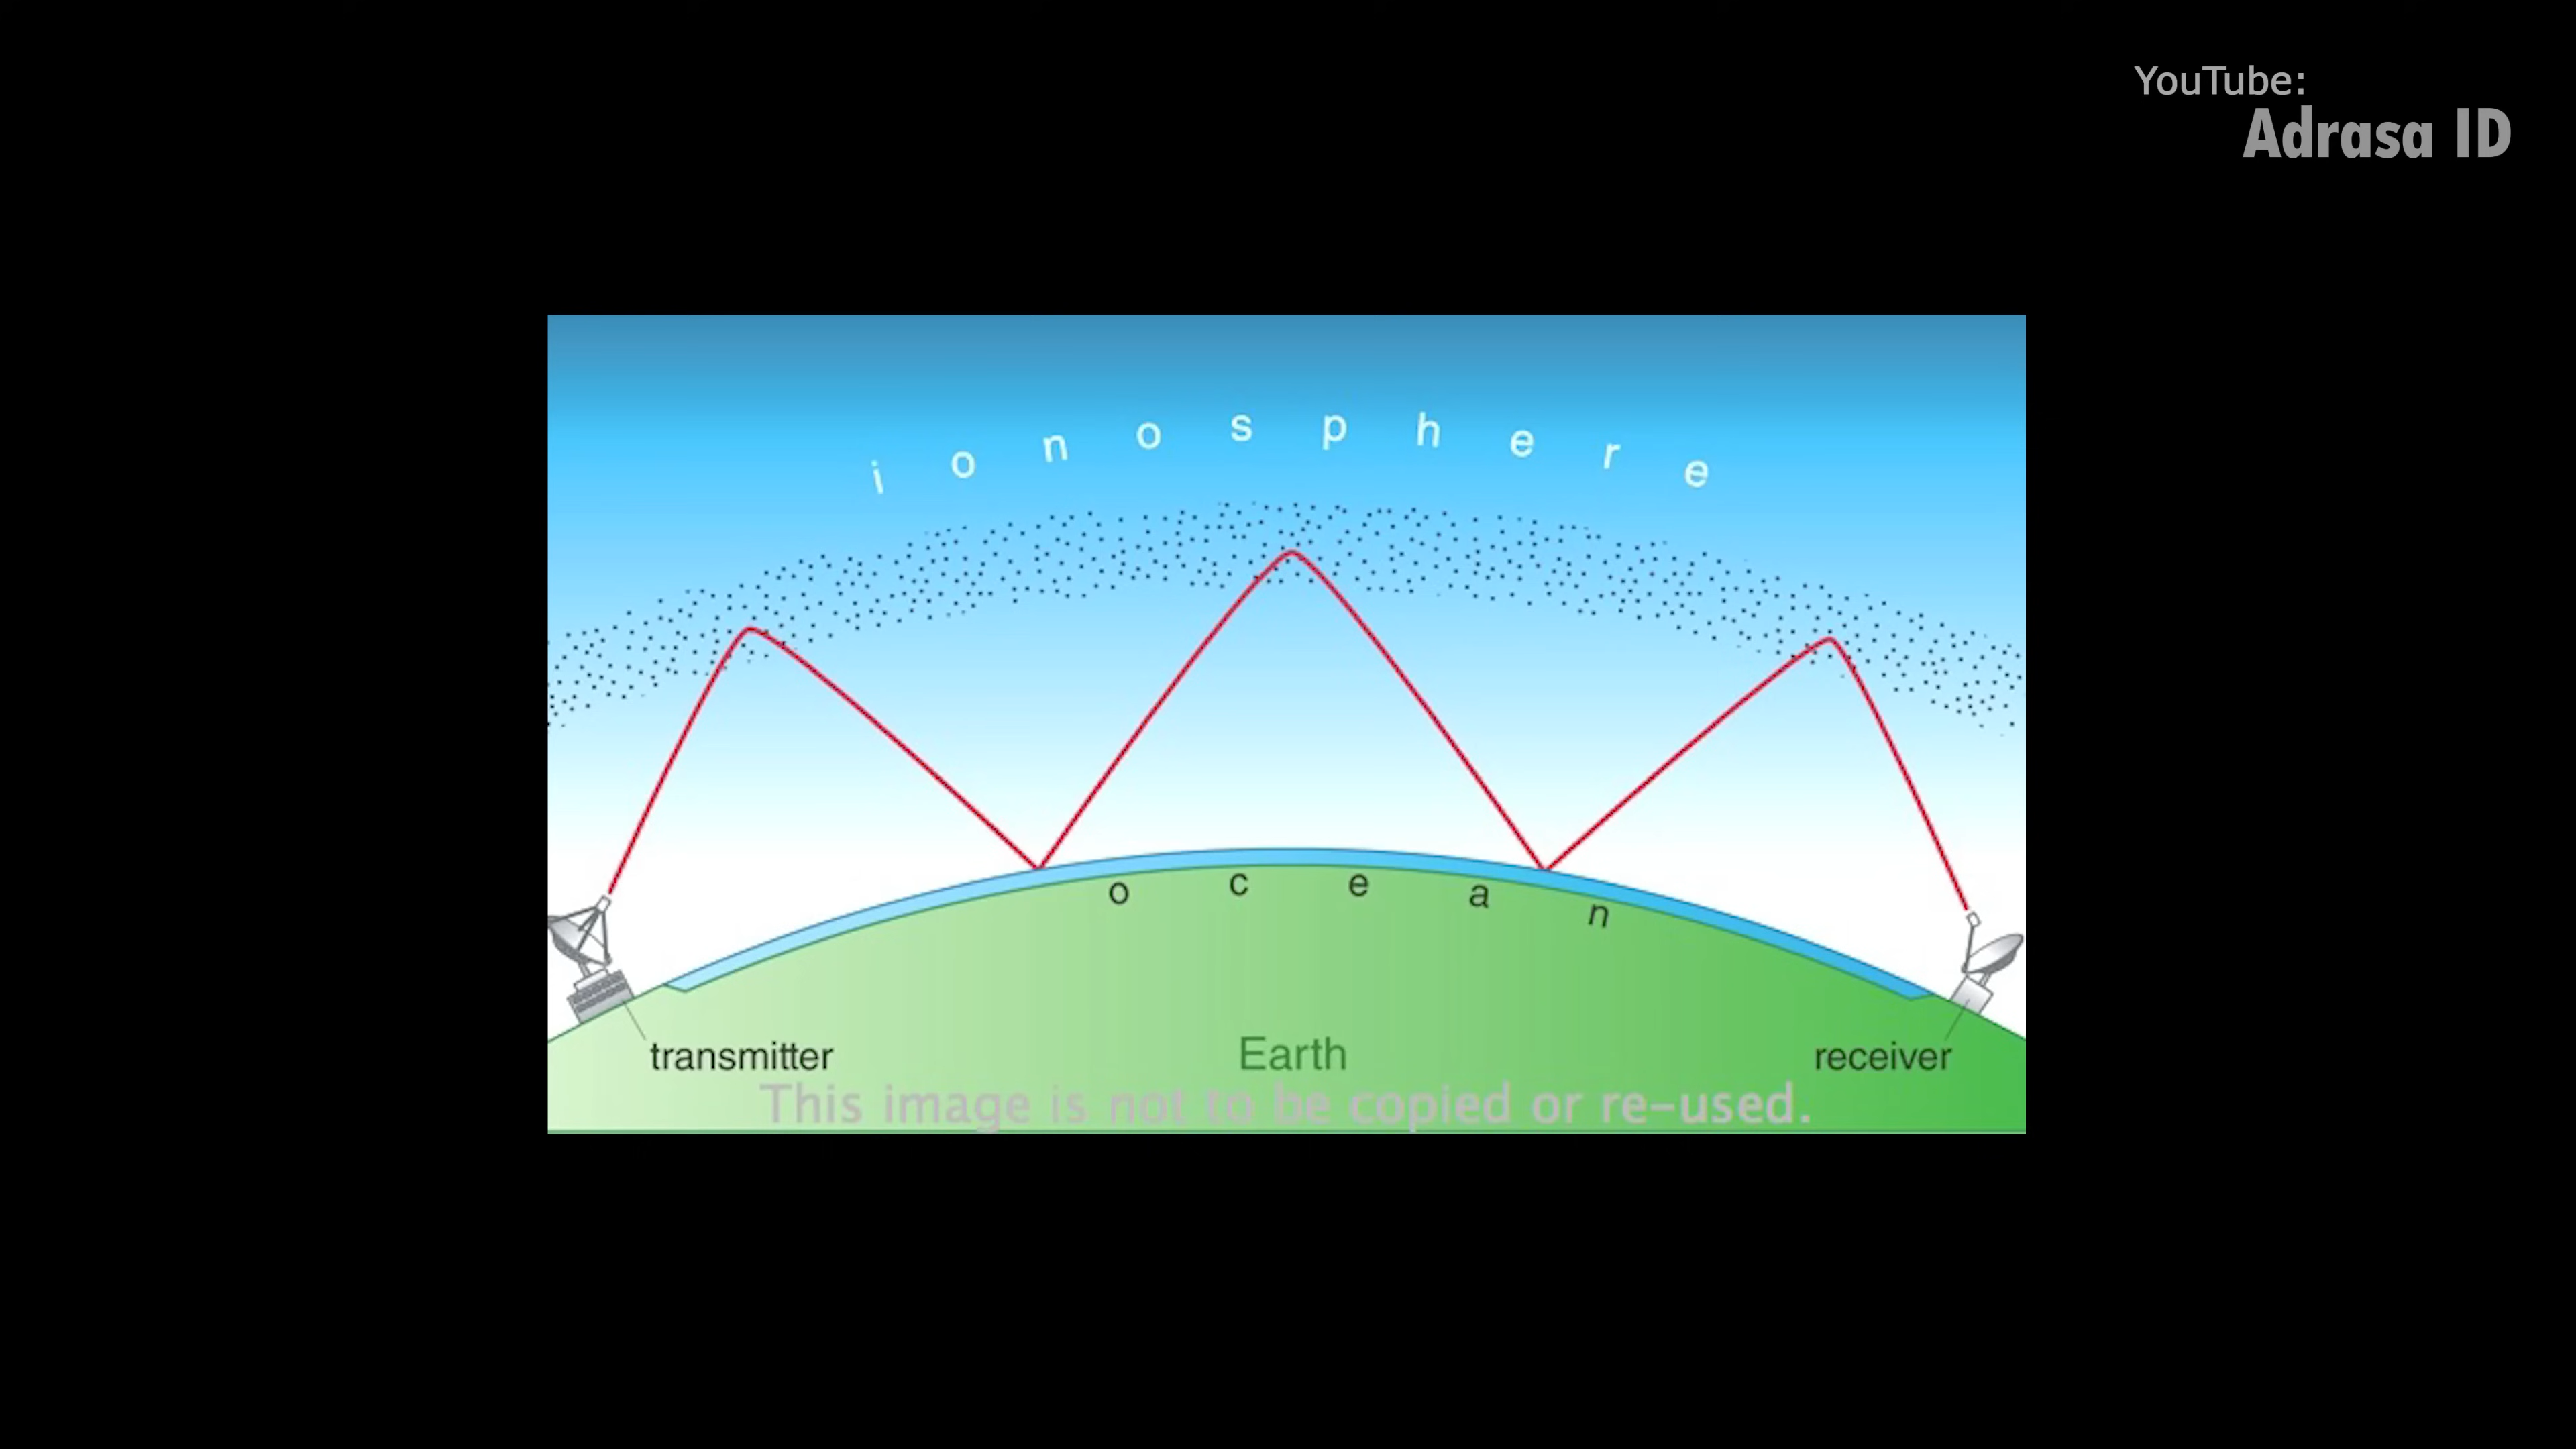 YouTube:
Adrasa ID
ionosphere
ocean
Earth
transmitter
receiver
This image is not to be copied or re-used.